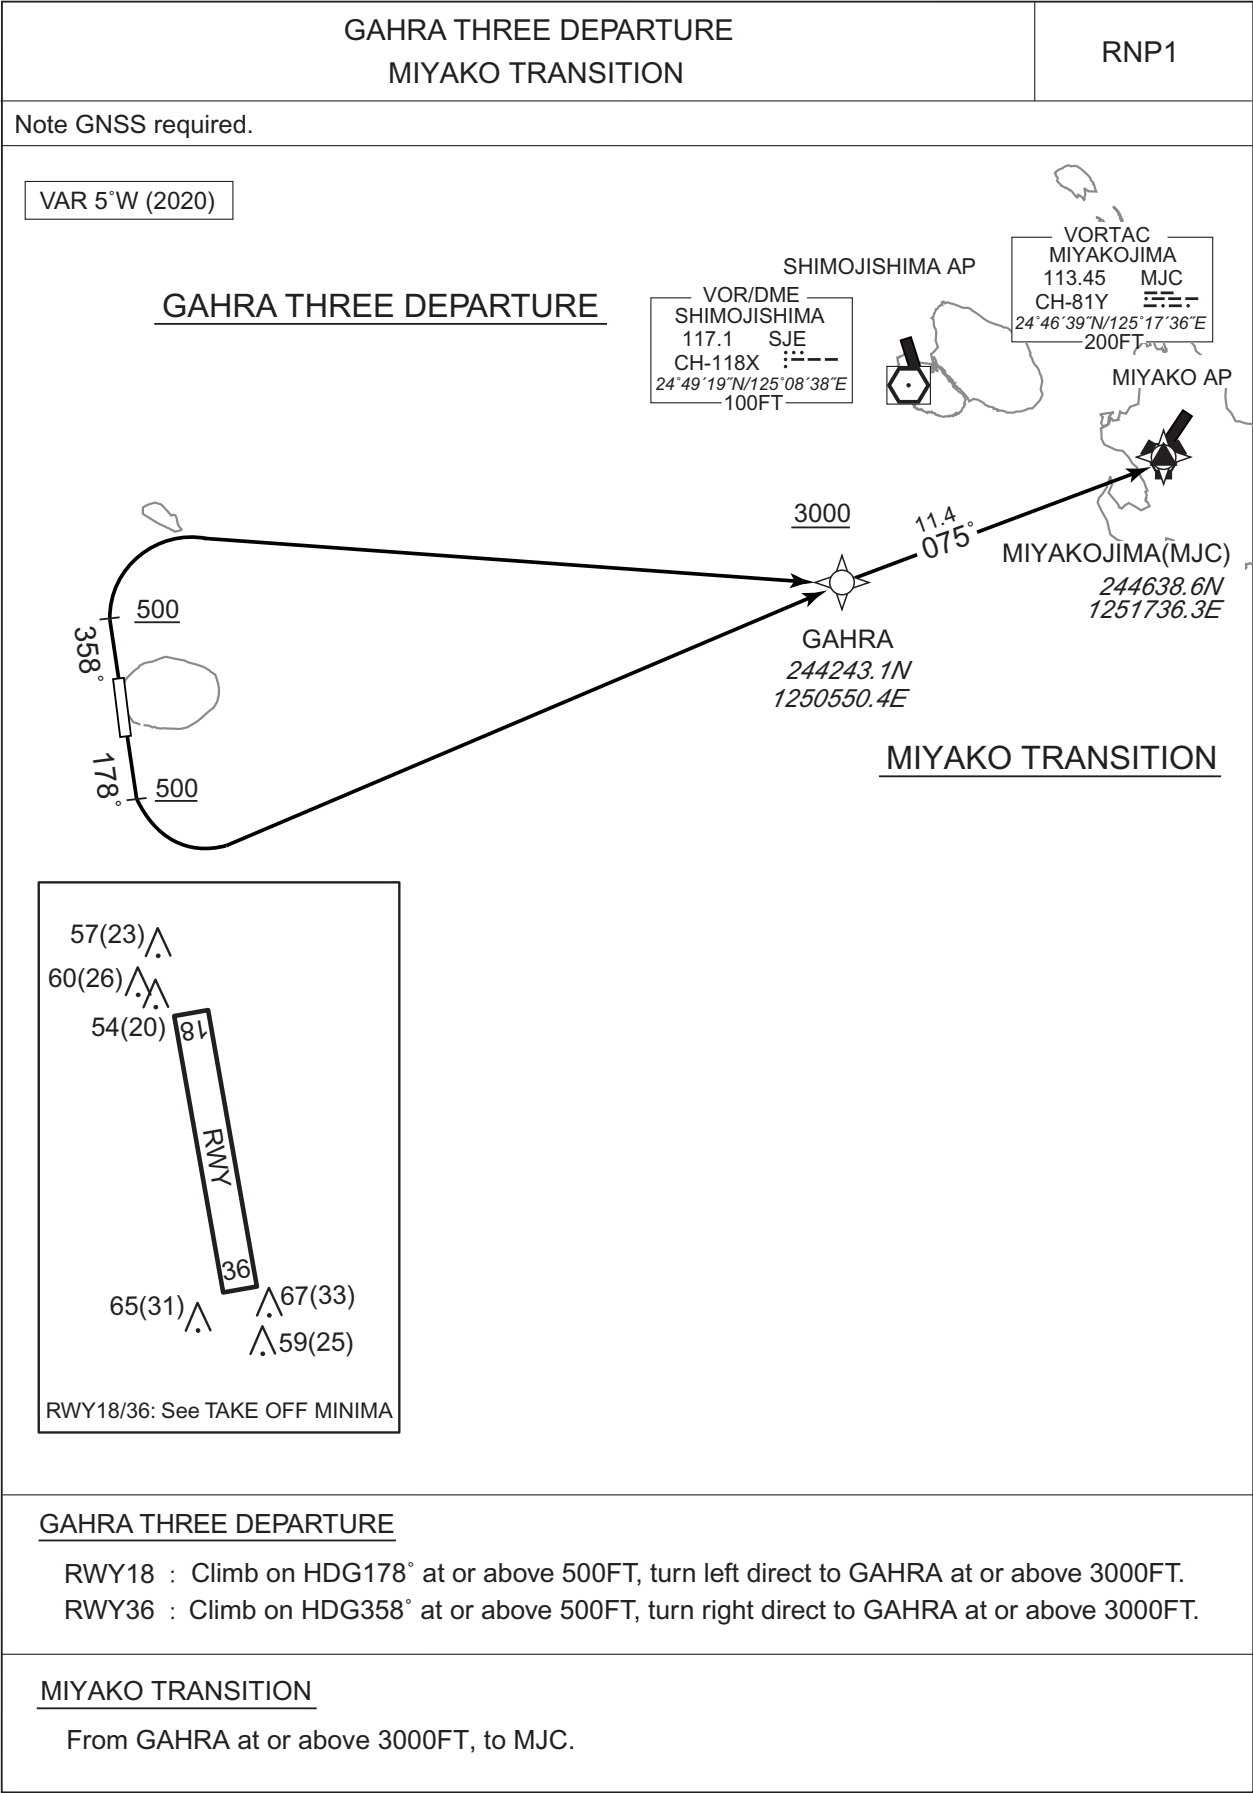 GAHRA THREE DEPARTURE
MIYAKO TRANSITION
RNP1
Note GNSS required.
VAR 5°W (2020)
GAHRA THREE DEPARTURE
SHIMOJISHIMA AP
VOR/DME
SHIMOJISHIMA
117.1 SJE
CH-118X
24°49´19˝N/125°08´38˝E
100FT
VORTAC
MIYAKOJIMA
113.45 MJC
CH-81Y
24°46´39˝N/125°17´36˝E
200FT
MIYAKO AP
3000
11.4
075°
MIYAKOJIMA(MJC)
244638.6N
1251736.3E
500
358°
GAHRA
244243.1N
1250550.4E
178°
500
MIYAKO TRANSITION
57(23)
60(26)
54(20)
18
RWY
36
65(31)
67(33)
59(25)
RWY18/36: See TAKE OFF MINIMA
GAHRA THREE DEPARTURE
RWY18 : Climb on HDG178° at or above 500FT, turn left direct to GAHRA at or above 3000FT.
RWY36 : Climb on HDG358° at or above 500FT, turn right direct to GAHRA at or above 3000FT.
MIYAKO TRANSITION
From GAHRA at or above 3000FT, to MJC.